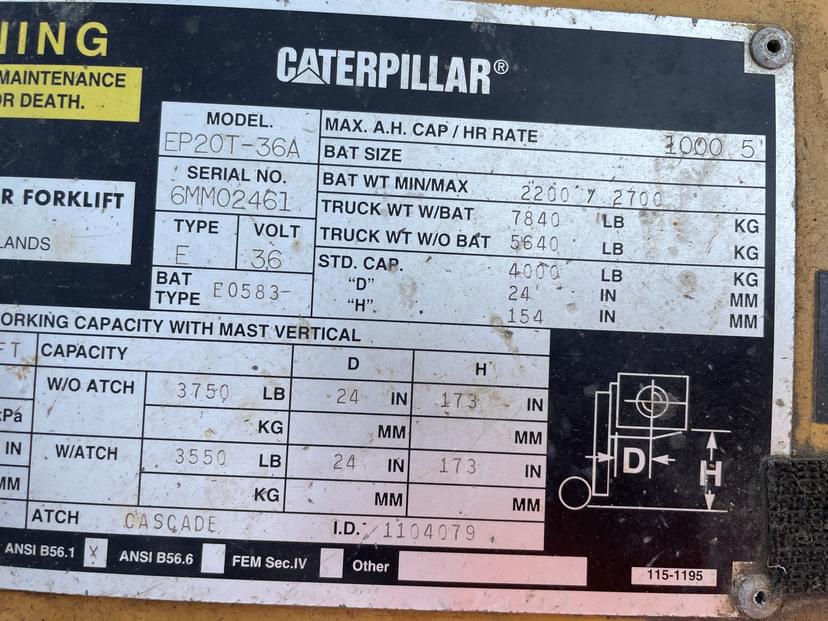 NING
CATERPILLAR®
MAINTENANCE
OR DEATH.
MODEL.
EP20T-36A
MAX. A.H. CAP / HR RATE 1000 5
BAT SIZE
SERIAL NO.
6MM02461
BAT WT MIN/MAX 2200 / 2700
R FORKLIFT
TRUCK WT W/BAT 7840 LB KG
TYPE VOLT
E 36
TRUCK WT W/O BAT 5640 LB KG
LANDS
STD. CAP. 4000 LB KG
"D" 24 IN MM
"H" 154 IN MM
BAT TYPE E0583-
ORKING CAPACITY WITH MAST VERTICAL
FT CAPACITY D H
W/O ATCH 3750 LB 24 IN 173 IN
kPa KG MM MM
IN W/ATCH 3550 LB 24 IN 173 IN
MM KG MM MM
D H
ATCH CASCADE I.D. 1104079
ANSI B56.1 X ANSI B56.6 FEM Sec.IV Other
115-1195